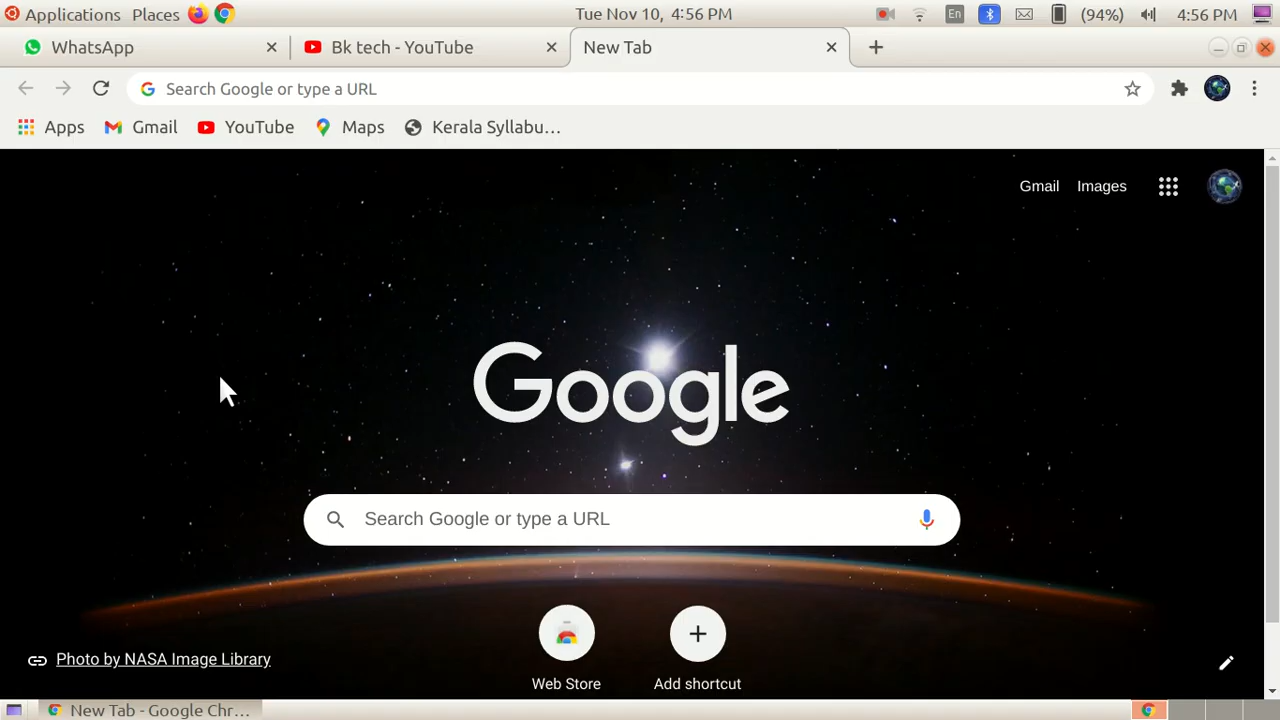 Applications Places Tue Nov 10, 4:56 PM En (94%) 4:56 PM
WhatsApp Bk tech - YouTube New Tab
Search Google or type a URL
Apps Gmail YouTube Maps Kerala Syllabu...
Gmail Images
Google
Search Google or type a URL
Web Store Add shortcut
Photo by NASA Image Library
New Tab - Google Chr...